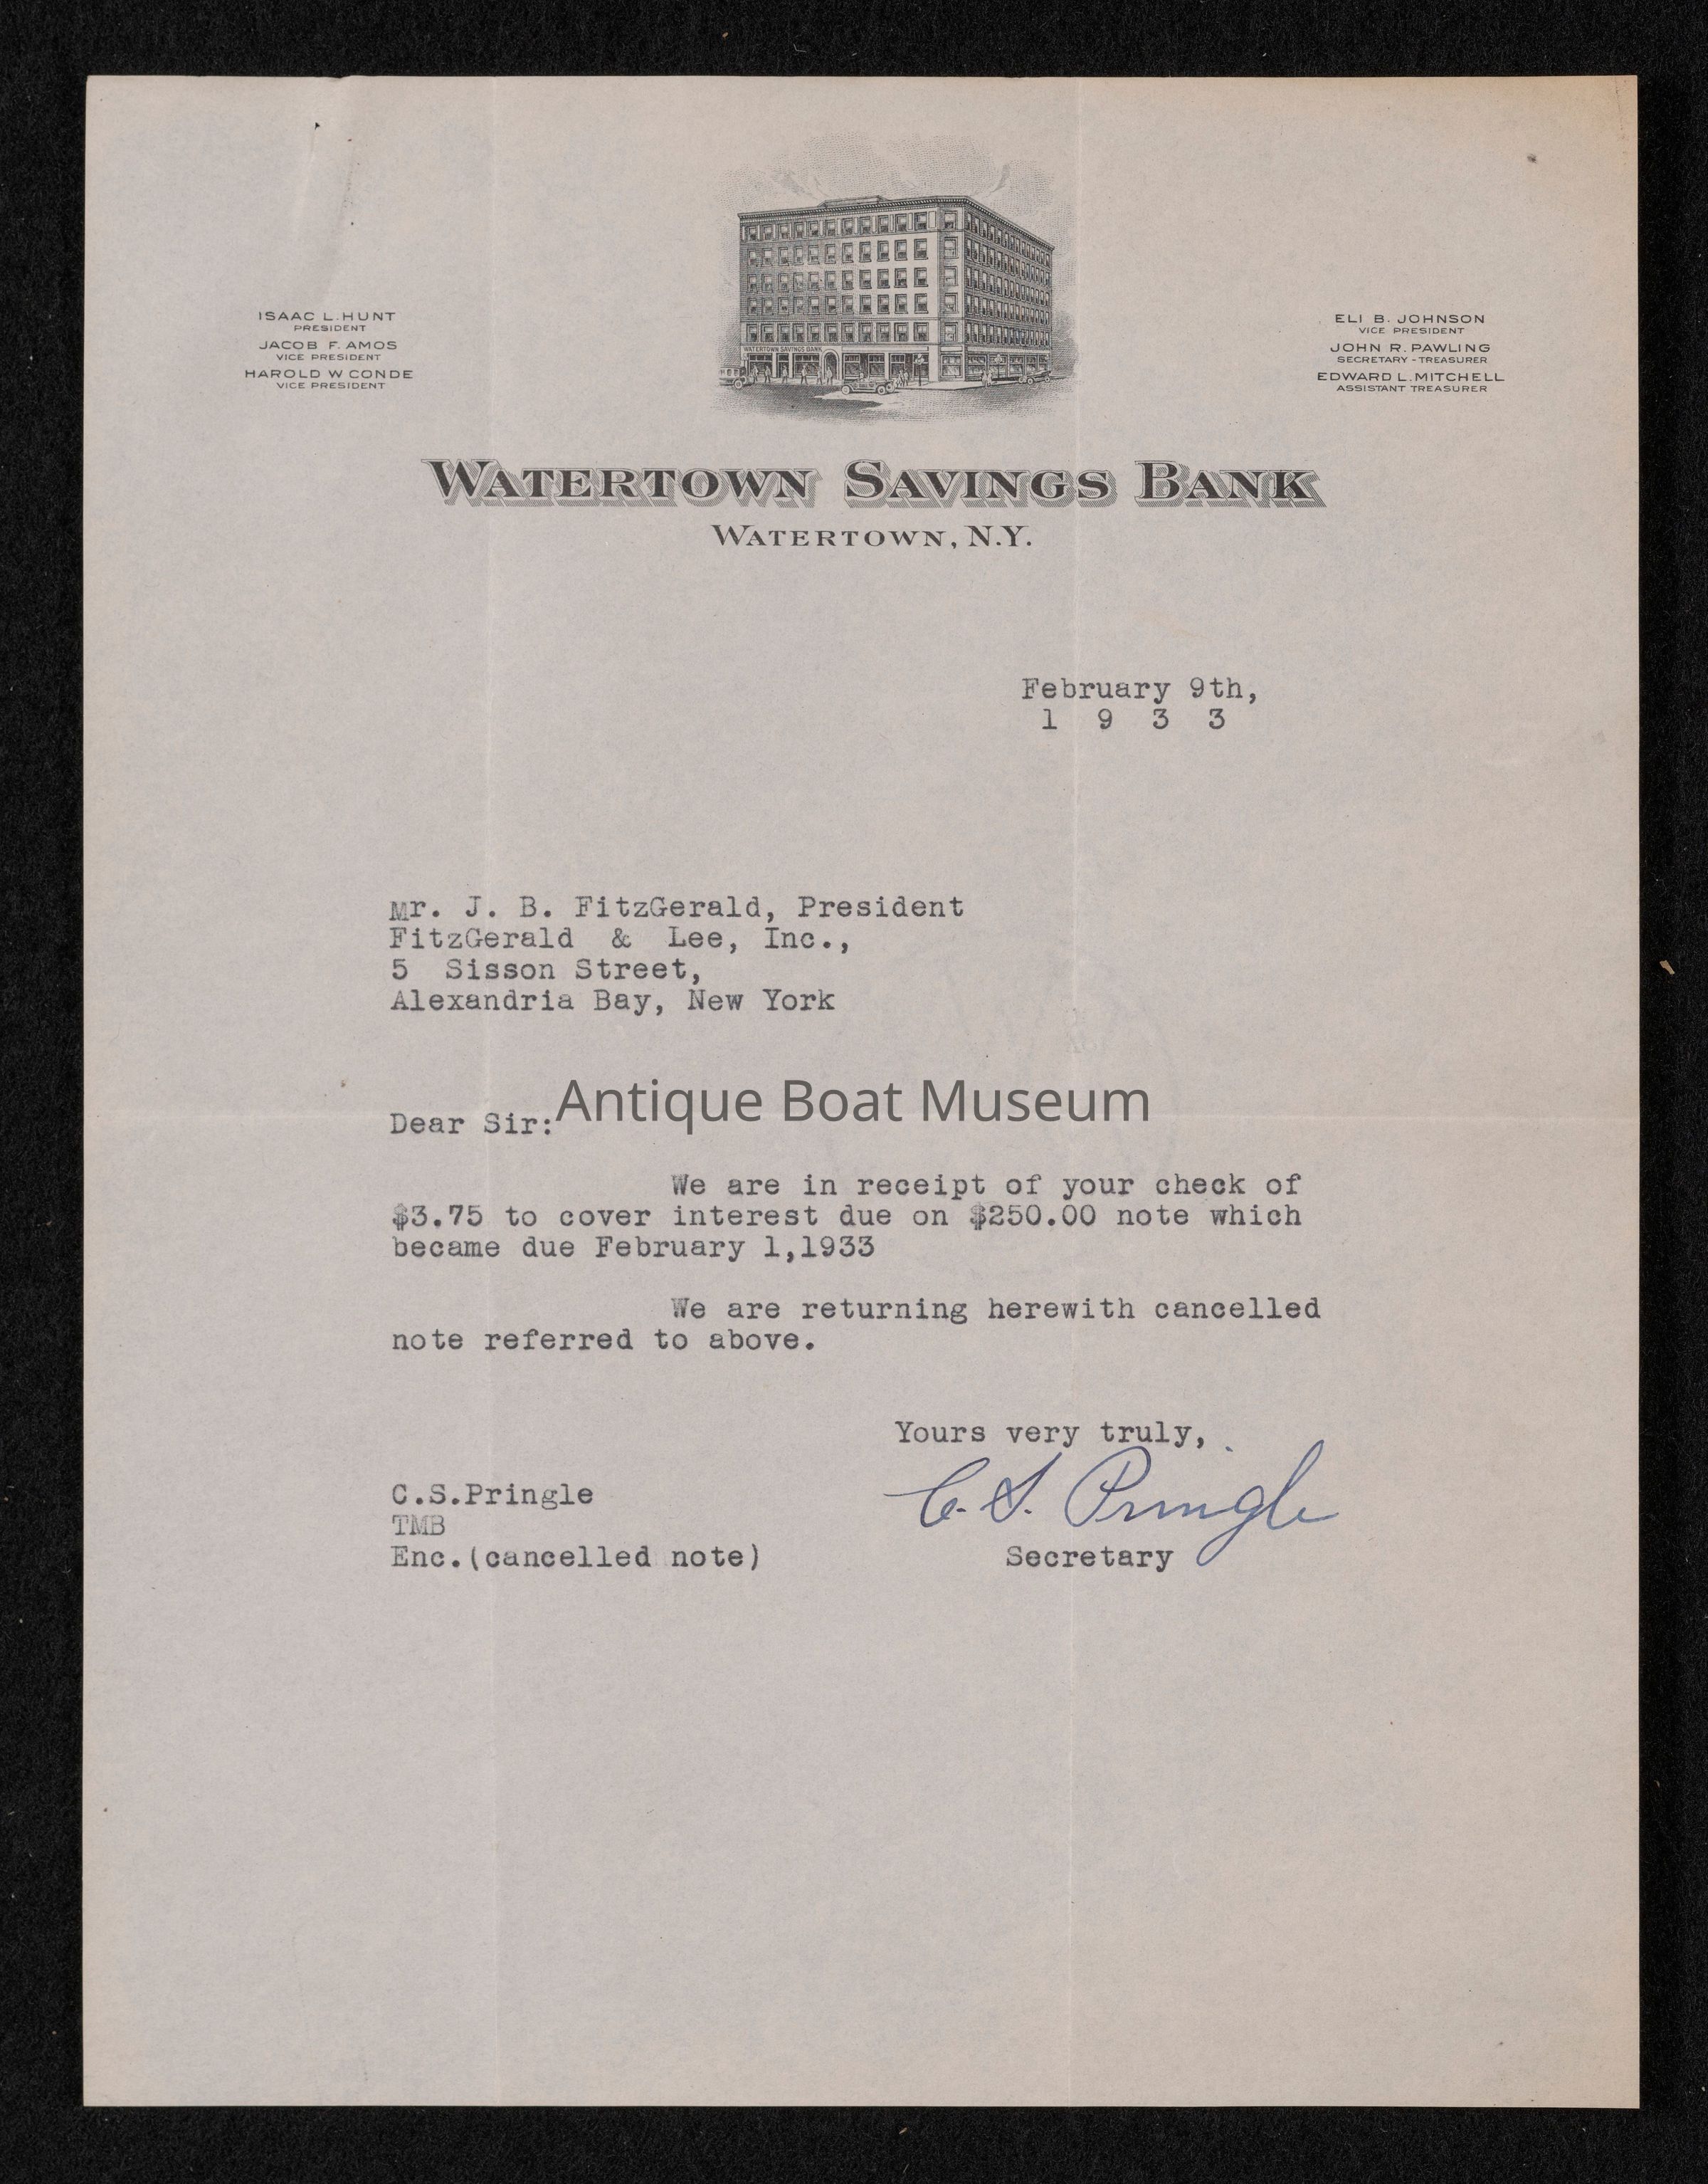 WATERTOWN SAVINGS BANK
ISAAC L. HUNT
PRESIDENT
JACOB F. AMOS
VICE PRESIDENT
HAROLD W CONDE
VICE PRESIDENT
ELI B. JOHNSON
VICE PRESIDENT
JOHN R. PAWLING
SECRETARY - TREASURER
EDWARD L. MITCHELL
ASSISTANT TREASURER
WATERTOWN SAVINGS BANK
WATERTOWN, N.Y.
February 9th,
1 9 3 3
Mr. J. B. FitzGerald, President
FitzGerald & Lee, Inc.,
5 Sisson Street,
Alexandria Bay, New York
Antique Boat Museum
Dear Sir:
We are in receipt of your check of
$3.75 to cover interest due on $250.00 note which
became due February 1,1933
We are returning herewith cancelled
note referred to above.
Yours very truly,
C. S. Pringle
C.S.Pringle
TMB
Enc.(cancelled note)
Secretary